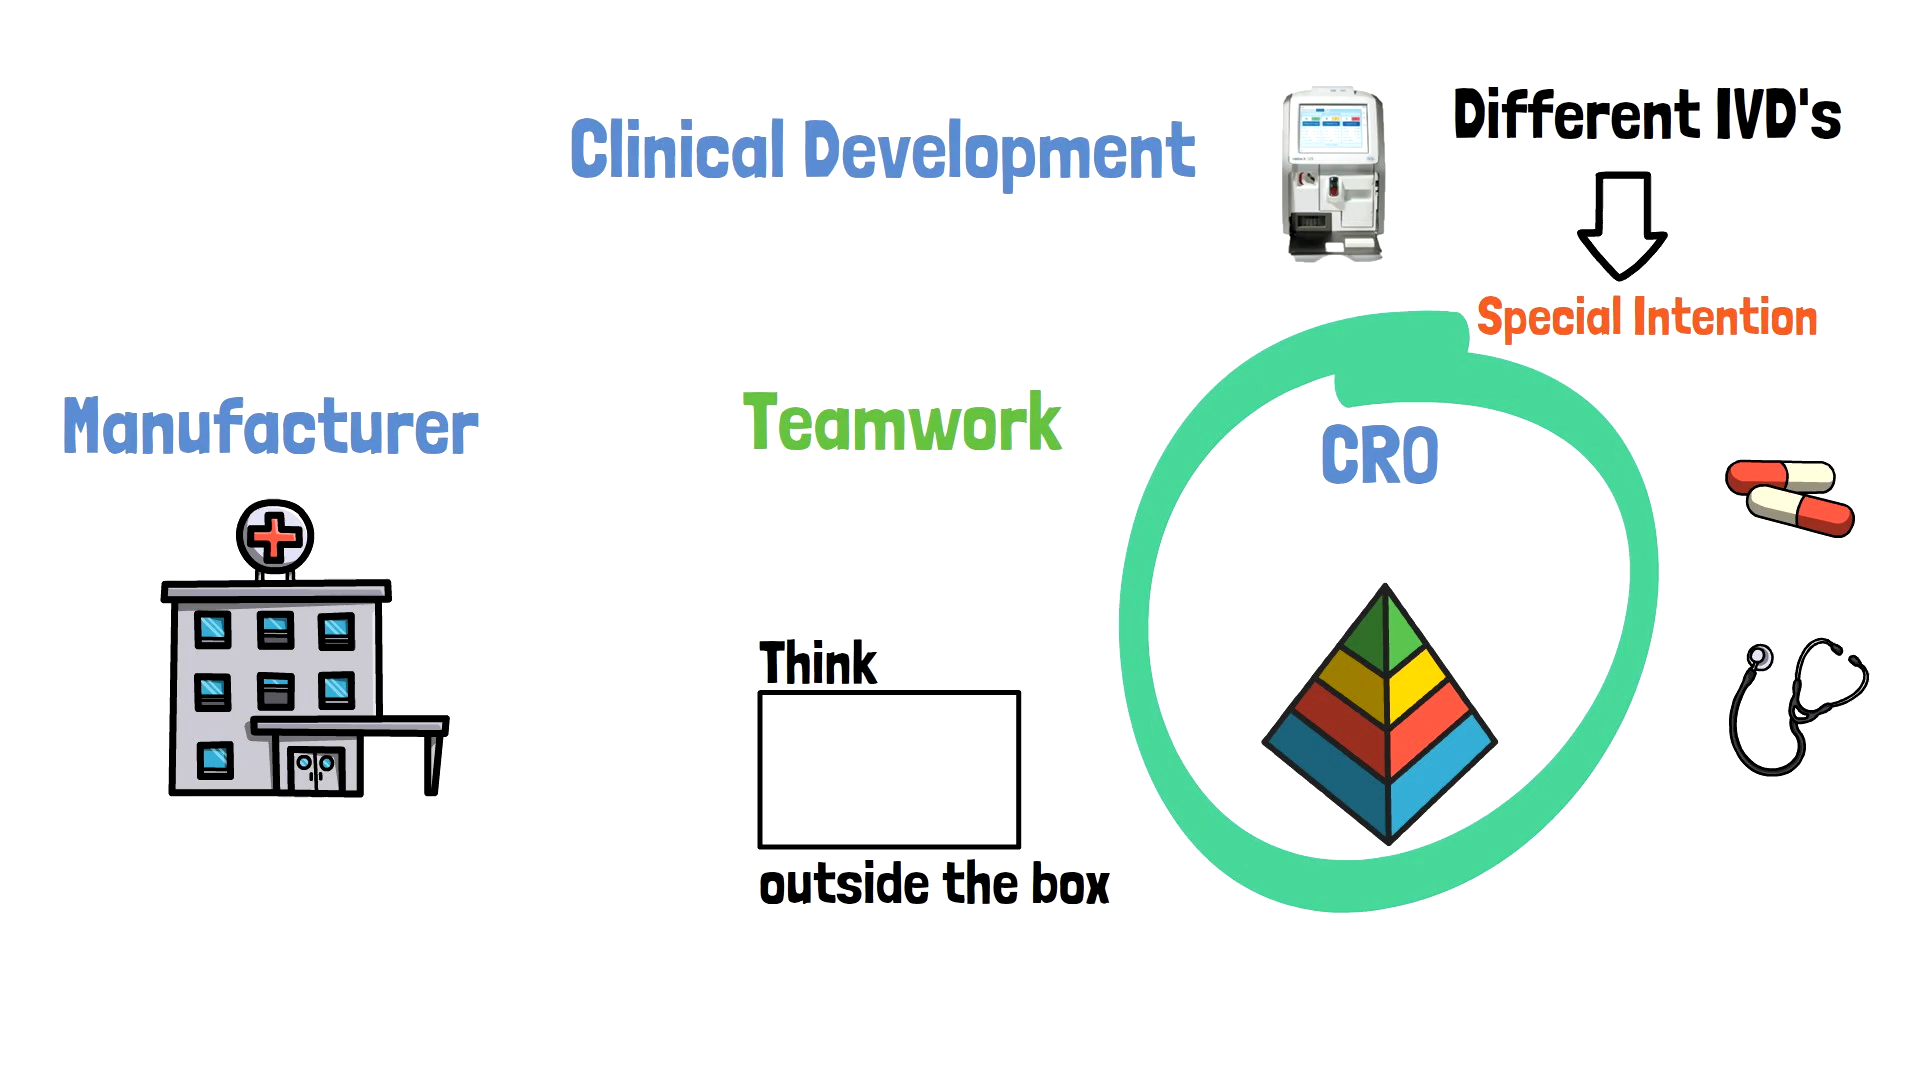 Clinical Development
Different IVD's
Special Intention
Manufacturer
Teamwork
CRO
Think
outside the box